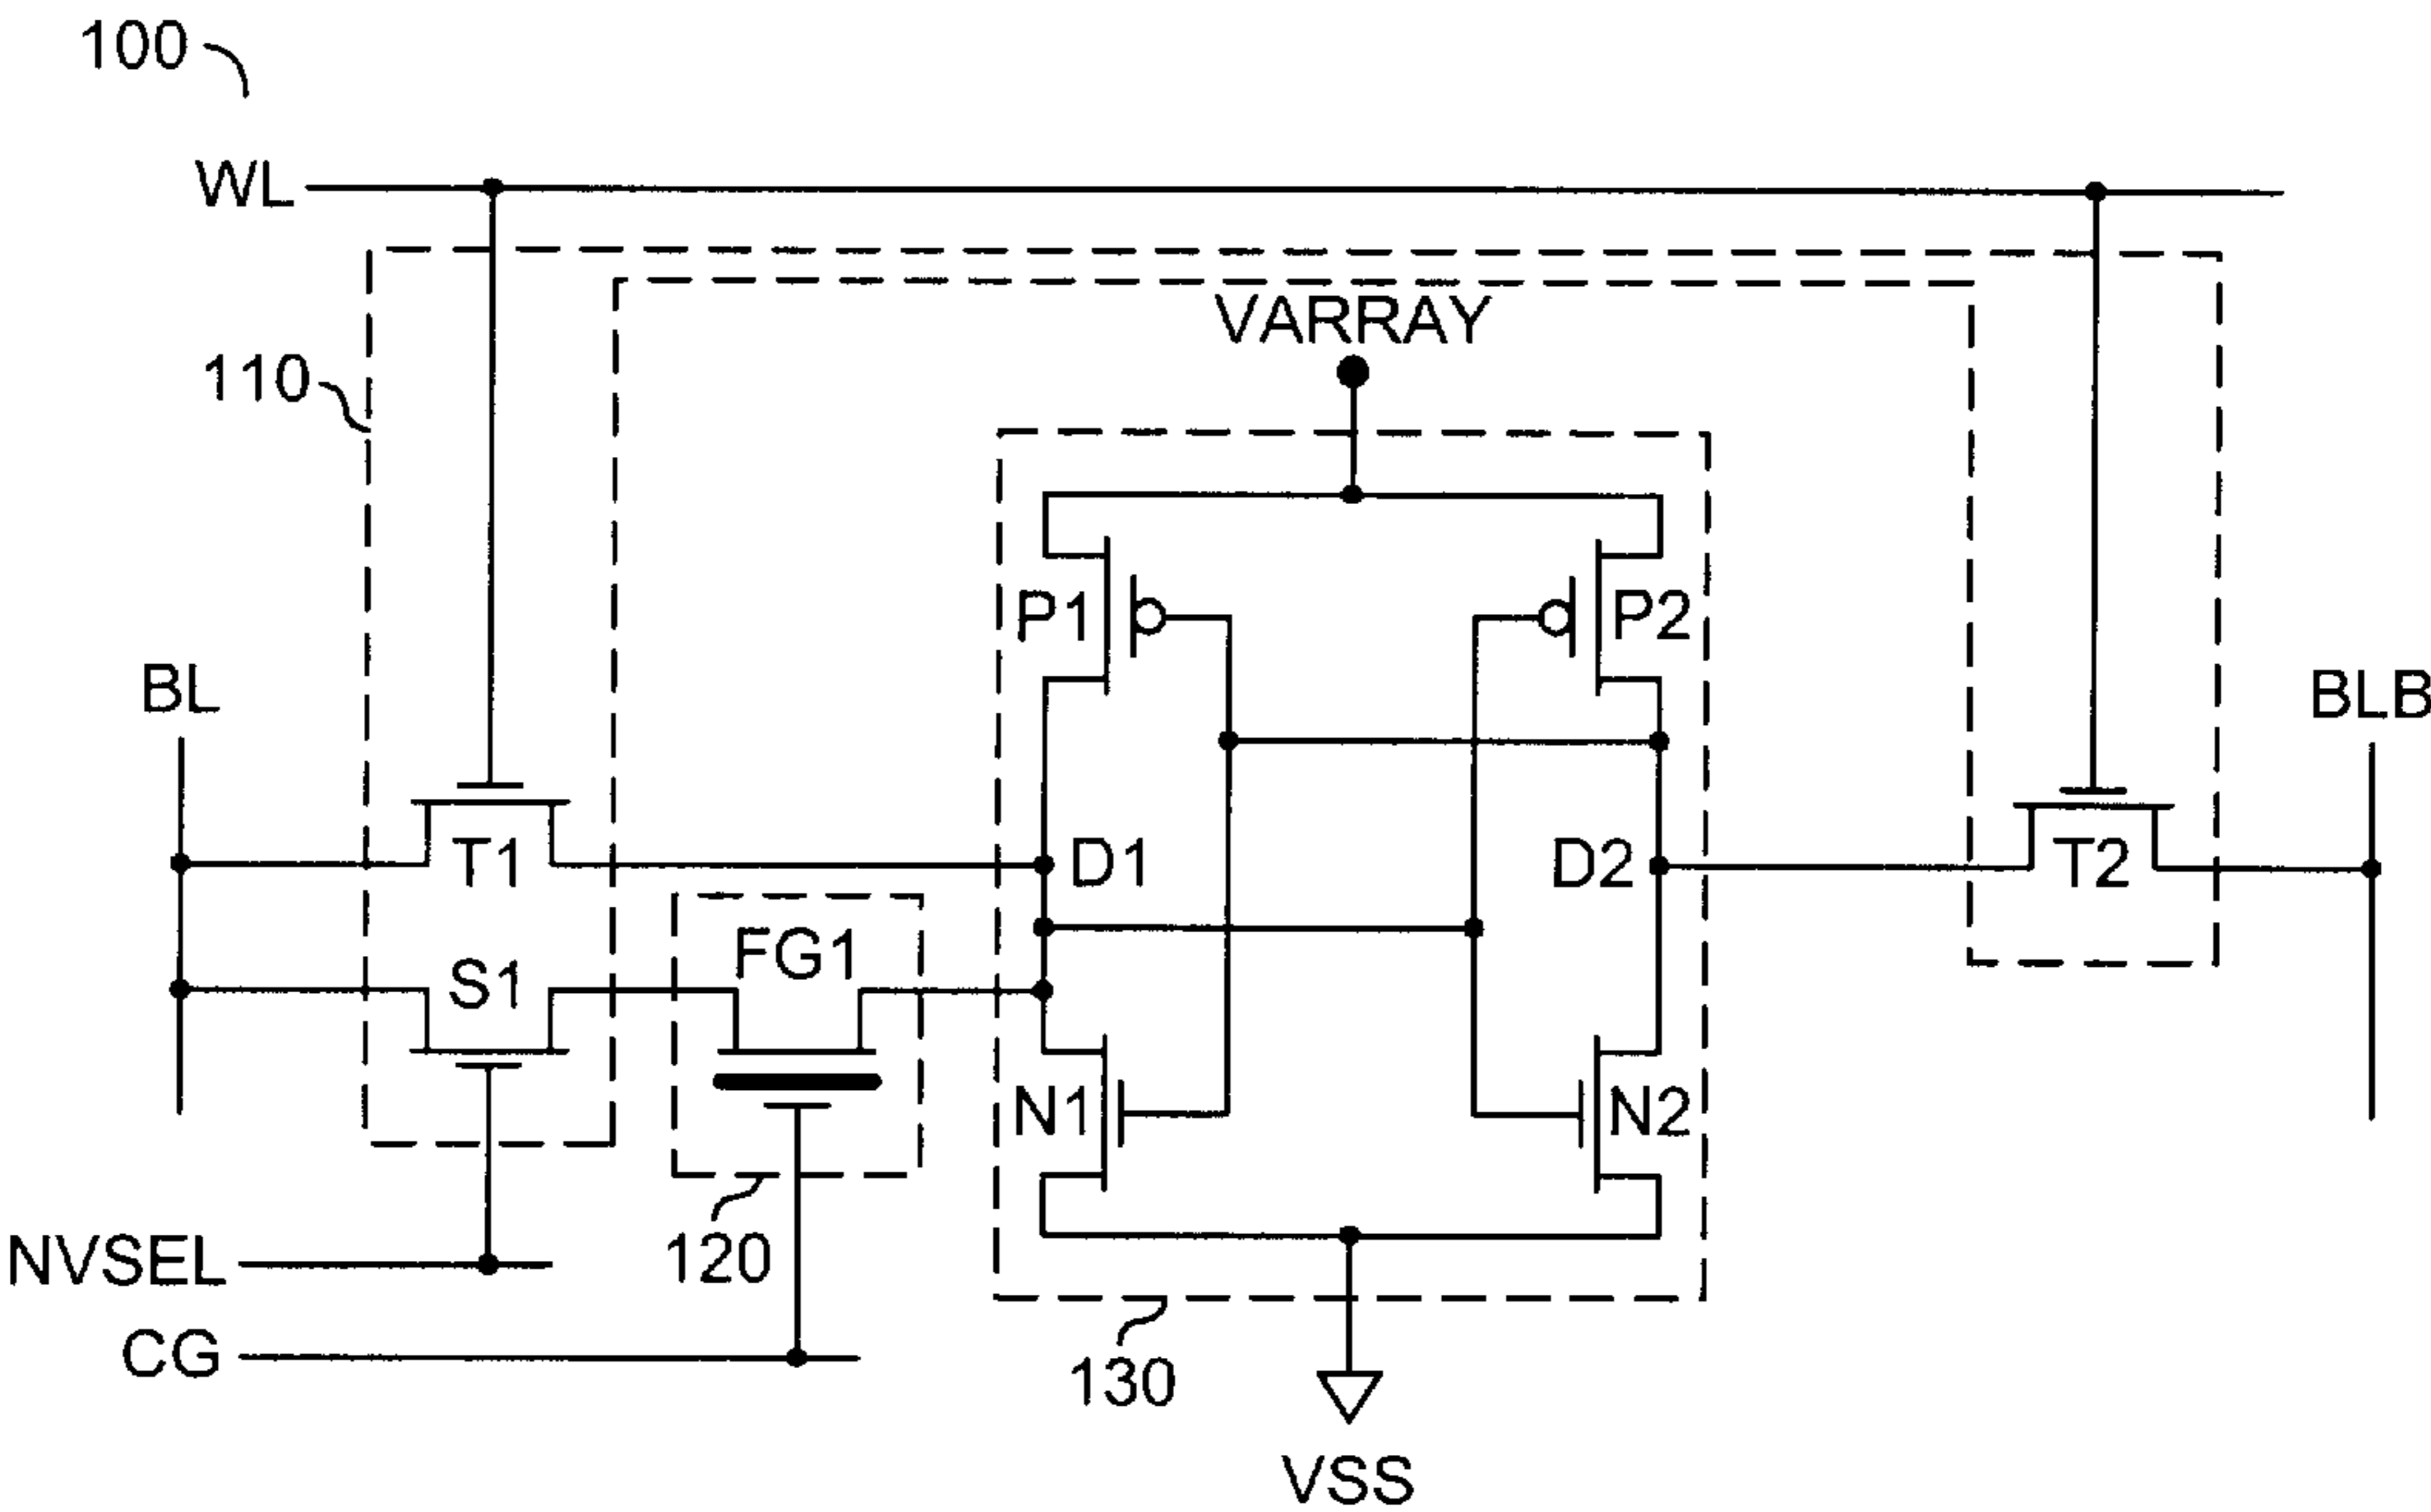 100
WL
VARRAY
110
P1
P2
BL
BLB
T1
D1
D2
T2
FG1
S1
N1
N2
120
NVSEL
CG
130
VSS